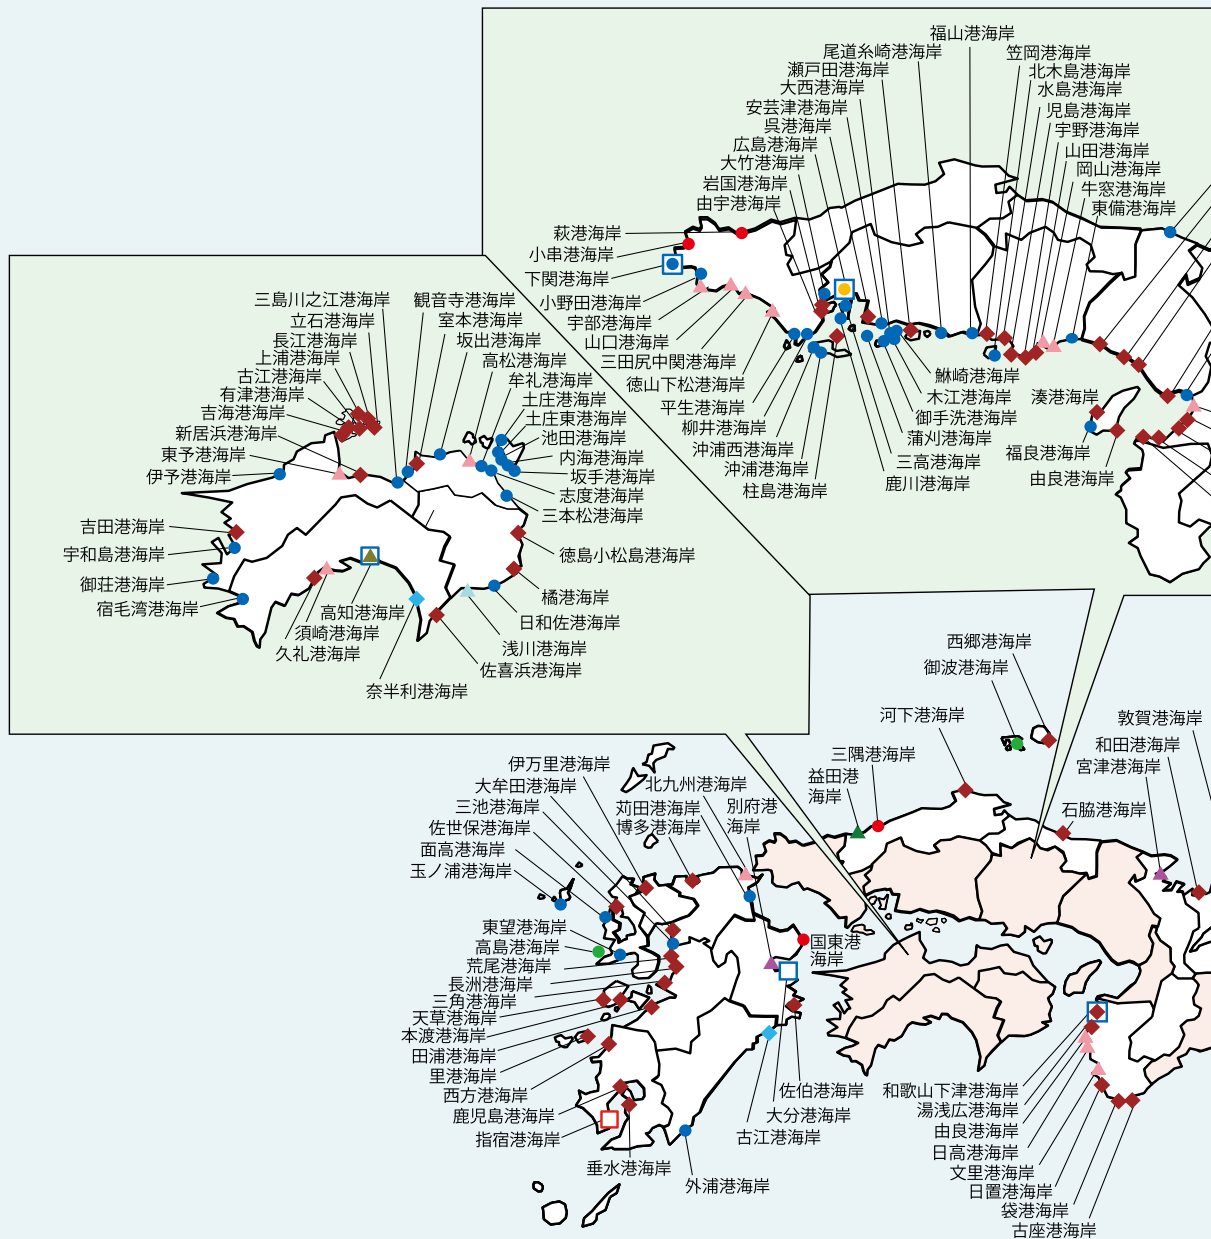 福山港海岸
尾道糸崎港海岸
笠岡港海岸
瀬戸田港海岸
北木島港海岸
大西港海岸
水島港海岸
安芸津港海岸
児島港海岸
呉港海岸
宇野港海岸
広島港海岸
山田港海岸
大竹港海岸
岡山港海岸
岩国港海岸
牛窓港海岸
由宇港海岸
東備港海岸
萩港海岸
小串港海岸
下関港海岸
小野田港海岸
宇部港海岸
山口港海岸
三田尻中関港海岸
徳山下松港海岸
平生港海岸
柳井港海岸
沖浦西港海岸
沖浦港海岸
柱島港海岸
鮴崎港海岸
木江港海岸
御手洗港海岸
蒲刈港海岸
三高港海岸
鹿川港海岸
湊港海岸
福良港海岸
由良港海岸
三島川之江港海岸
立石港海岸
長江港海岸
上浦港海岸
古江港海岸
有津港海岸
吉海港海岸
新居浜港海岸
東予港海岸
伊予港海岸
観音寺港海岸
室本港海岸
坂出港海岸
高松港海岸
牟礼港海岸
土庄港海岸
土庄東港海岸
池田港海岸
内海港海岸
坂手港海岸
志度港海岸
三本松港海岸
吉田港海岸
宇和島港海岸
御荘港海岸
宿毛湾港海岸
徳島小松島港海岸
橘港海岸
日和佐港海岸
浅川港海岸
佐喜浜港海岸
高知港海岸
須崎港海岸
久礼港海岸
奈半利港海岸
西郷港海岸
御波港海岸
河下港海岸
敦賀港海岸
和田港海岸
宮津港海岸
三隅港海岸
益田港
海岸
石脇港海岸
伊万里港海岸
大牟田港海岸
三池港海岸
佐世保港海岸
面高港海岸
玉ノ浦港海岸
北九州港海岸
苅田港海岸
博多港海岸
別府港
海岸
東望港海岸
高島港海岸
荒尾港海岸
長洲港海岸
三角港海岸
天草港海岸
本渡港海岸
田浦港海岸
里港海岸
西方港海岸
鹿児島港海岸
指宿港海岸
国東港
海岸
佐伯港海岸
大分港海岸
古江港海岸
垂水港海岸
外浦港海岸
和歌山下津港海岸
湯浅広港海岸
由良港海岸
日高港海岸
文里港海岸
日置港海岸
袋港海岸
古座港海岸